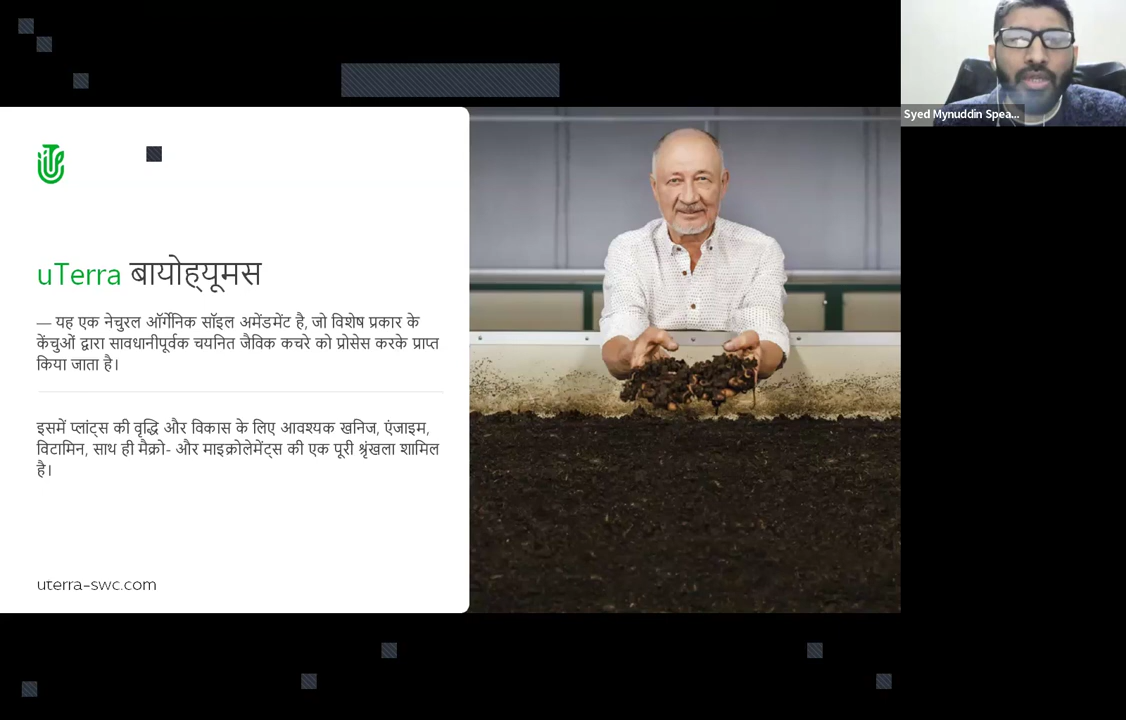 Syed Mynuddin Spea...
uTerra बायोह्यूमस
— यह एक नेचुरल ऑर्गेनिक सॉइल अमेंडमेंट है, जो विशेष प्रकार के
केंचुओं द्वारा सावधानीपूर्वक चयनित जैविक कचरे को प्रोसेस करके प्राप्त
किया जाता है।
इसमें प्लांट्स की वृद्धि और विकास के लिए आवश्यक खनिज, एंजाइम,
विटामिन, साथ ही मैक्रो- और माइक्रोलेमेंट्स की एक पूरी श्रृंखला शामिल
है।
uterra-swc.com